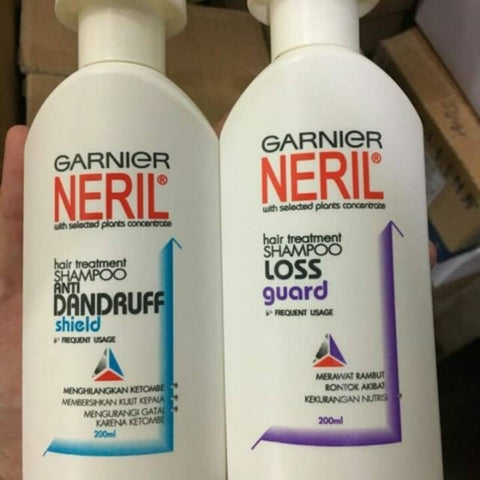 GARNIER
NERIL®
with selected plants concentrate
hair treatment
SHAMPOO
ANTI
DANDRUFF
shield
FREQUENT USAGE
MENGHILANGKAN KETOMBE
MEMBERSIHKAN KULIT KEPALA
MENGURANGI GATAL
KARENA KETOMBE
200ml
GARNIER
NERIL®
with selected plants concentrate
hair treatment
SHAMPOO
LOSS
guard
FREQUENT USAGE
MERAWAT RAMBUT
RONTOK AKIBAT
KEKURANGAN NUTRISI
200ml